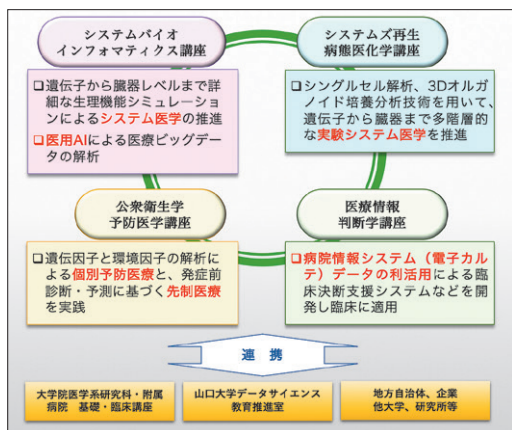 システムバイオ
インフォマティクス講座
❑遺伝子から臓器レベルまで詳
細な生理機能シミュレーション
によるシステム医学の推進
❑医用AIによる医療ビッグデー
タの解析
システムズ再生
病態医化学講座
❑シングルセル解析、3Dオルガ
ノイド培養分析技術を用いて、
遺伝子から臓器まで多階層的
な実験システム医学を推進
公衆衛生学
予防医学講座
❑遺伝因子と環境因子の解析
による個別予防医療と、発症前
診断・予測に基づく先制医療
を実践
医療情報
判断学講座
❑病院情報システム（電子カル
テ）データの利活用による臨
床決断支援システムなどを開
発し臨床に適用
連 携
大学院医学系研究科・附属
病院 基礎・臨床講座
山口大学データサイエンス
教育推進室
地方自治体、企業
他大学、研究所等